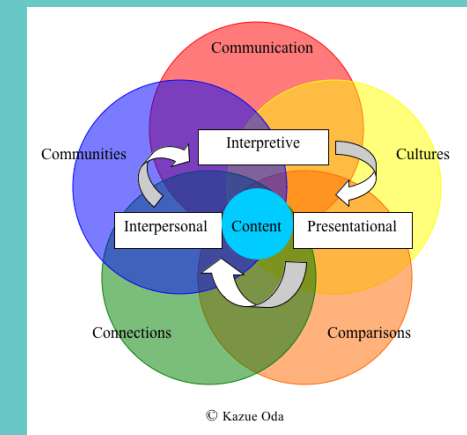 Communication
Communities
Interpretive
Cultures
Interpersonal
Content
Presentational
Connections
Comparisons
© Kazue Oda